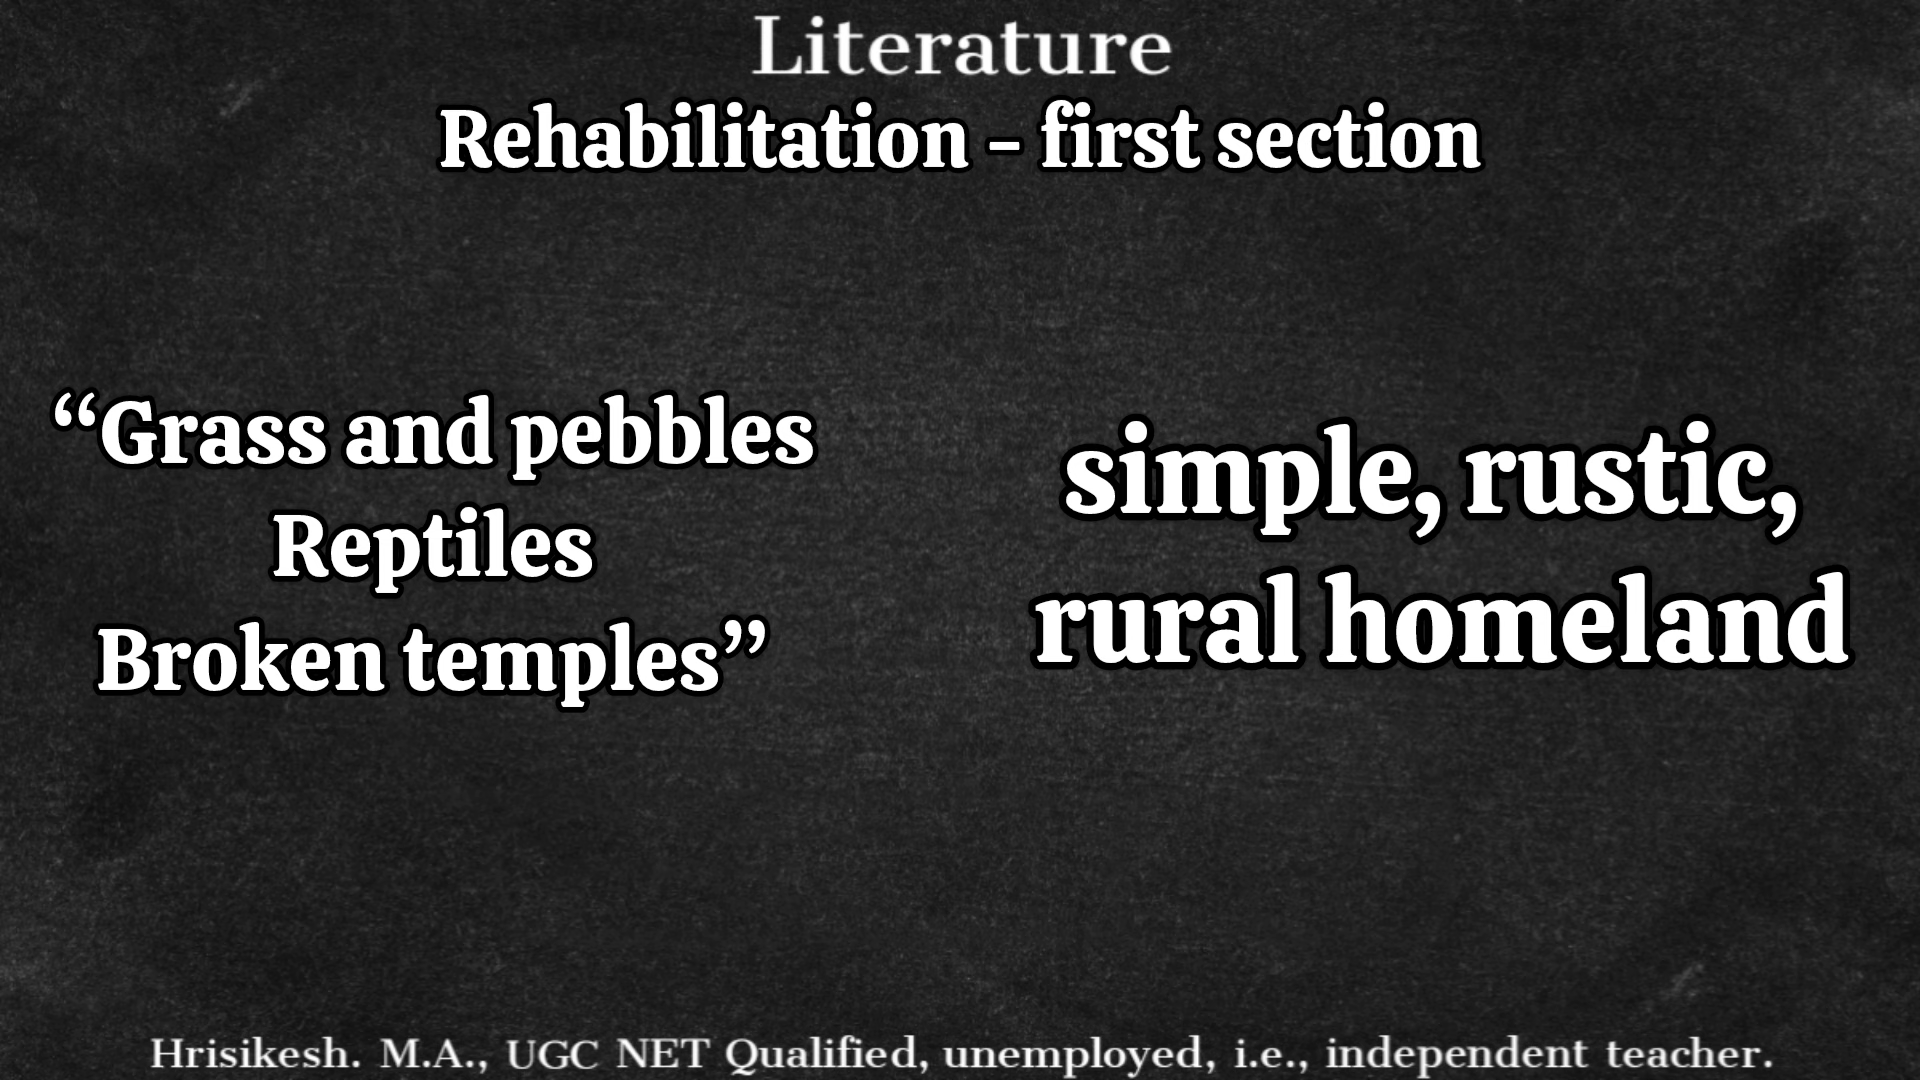 Literature
Rehabilitation - first section
“Grass and pebbles
Reptiles
Broken temples”
simple, rustic,
rural homeland
Hrisikesh. M.A., UGC NET Qualified, unemployed, i.e., independent teacher.